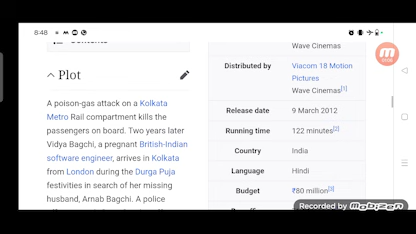 8:48
Wave Cinemas
Plot
A poison-gas attack on a Kolkata
Metro Rail compartment kills the
passengers on board. Two years later
Vidya Bagchi, a pregnant British-Indian
software engineer, arrives in Kolkata
from London during the Durga Puja
festivities in search of her missing
husband, Arnab Bagchi. A police
Distributed by Viacom 18 Motion
Pictures
Wave Cinemas[1]
Release date 9 March 2012
Running time 122 minutes[2]
Country India
Language Hindi
Budget ₹80 million[3]
Recorded by Mobizen